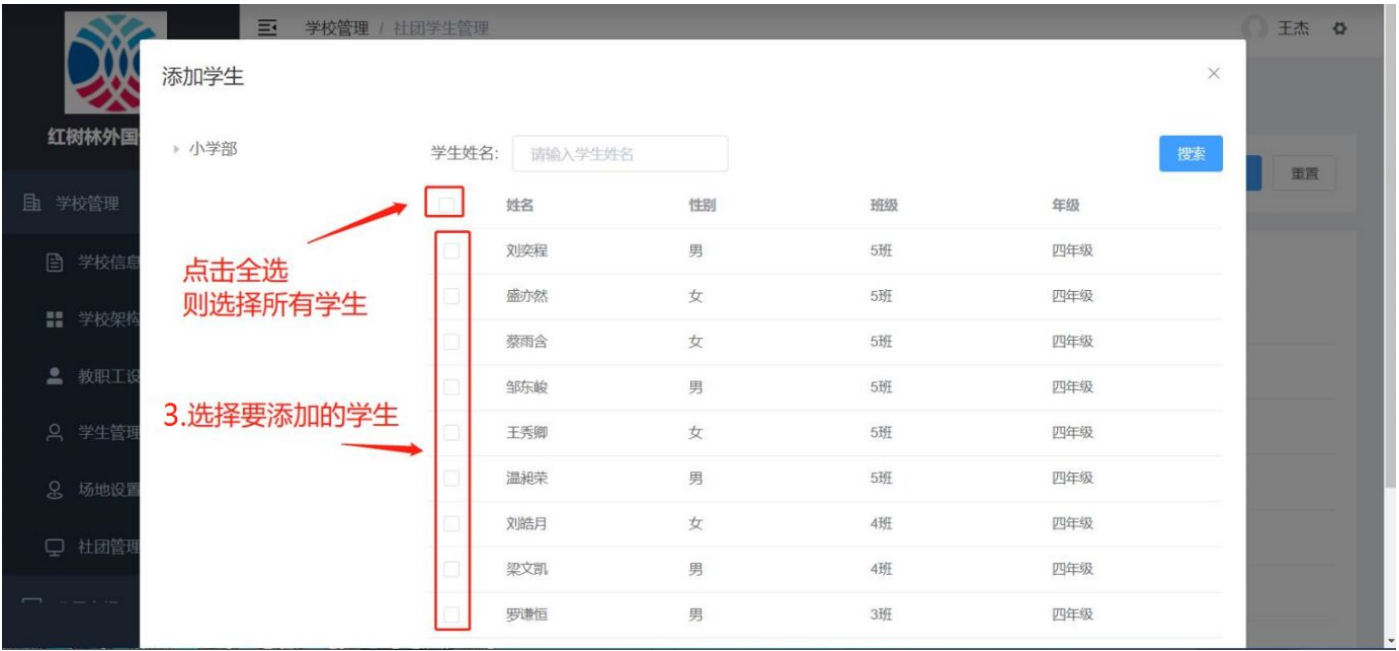 学校管理 / 社团学生管理
王杰
添加学生
红树林外国
小学部
学生姓名:
请输入学生姓名
搜索
重置
学校管理
姓名 性别 班级 年级
学校信息
刘奕程 男 5班 四年级
点击全选
盛亦然 女 5班 四年级
则选择所有学生
学校架构
蔡雨含 女 5班 四年级
教职工设
邹东峻 男 5班 四年级
3.选择要添加的学生
学生管理
王秀卿 女 5班 四年级
场地设置
温昶荣 男 5班 四年级
刘皓月 女 4班 四年级
社团管理
梁文凯 男 4班 四年级
罗谦恒 男 3班 四年级